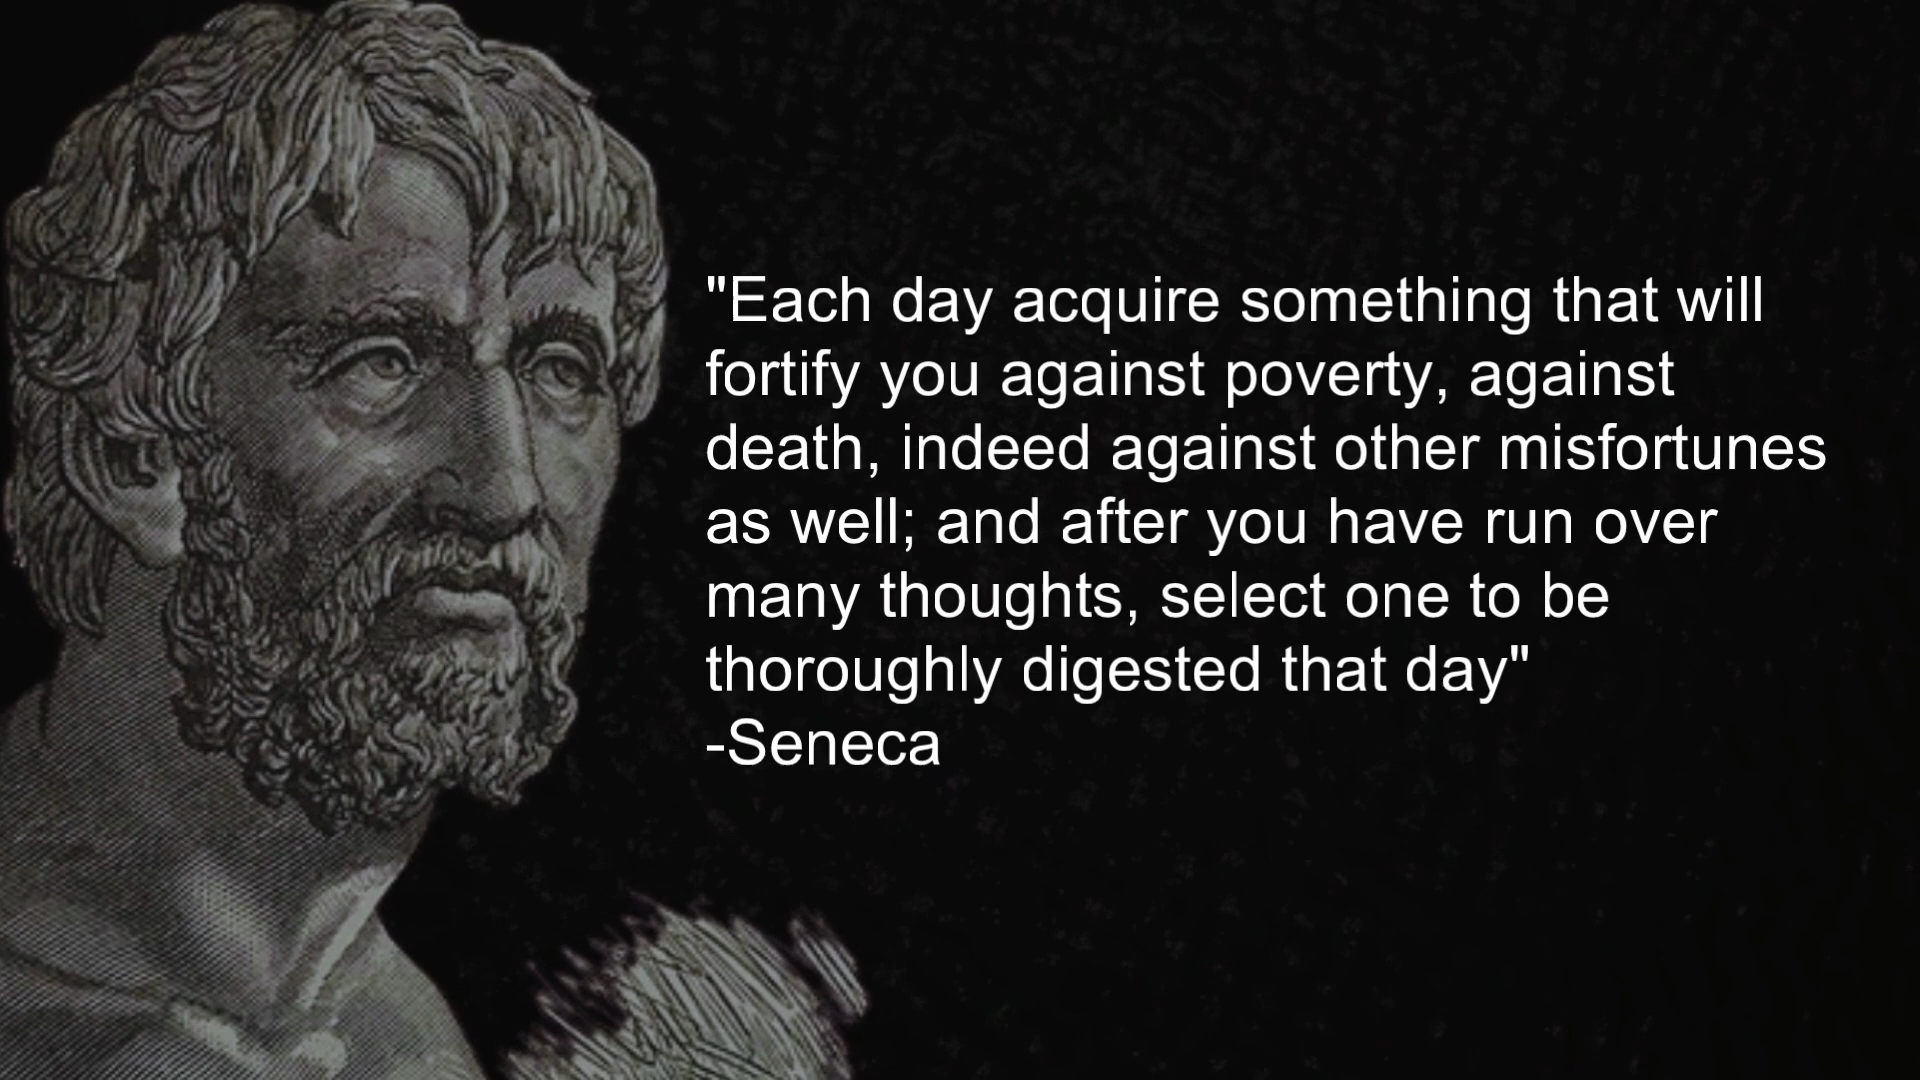 "Each day acquire something that will
fortify you against poverty, against
death, indeed against other misfortunes
as well; and after you have run over
many thoughts, select one to be
thoroughly digested that day"
-Seneca